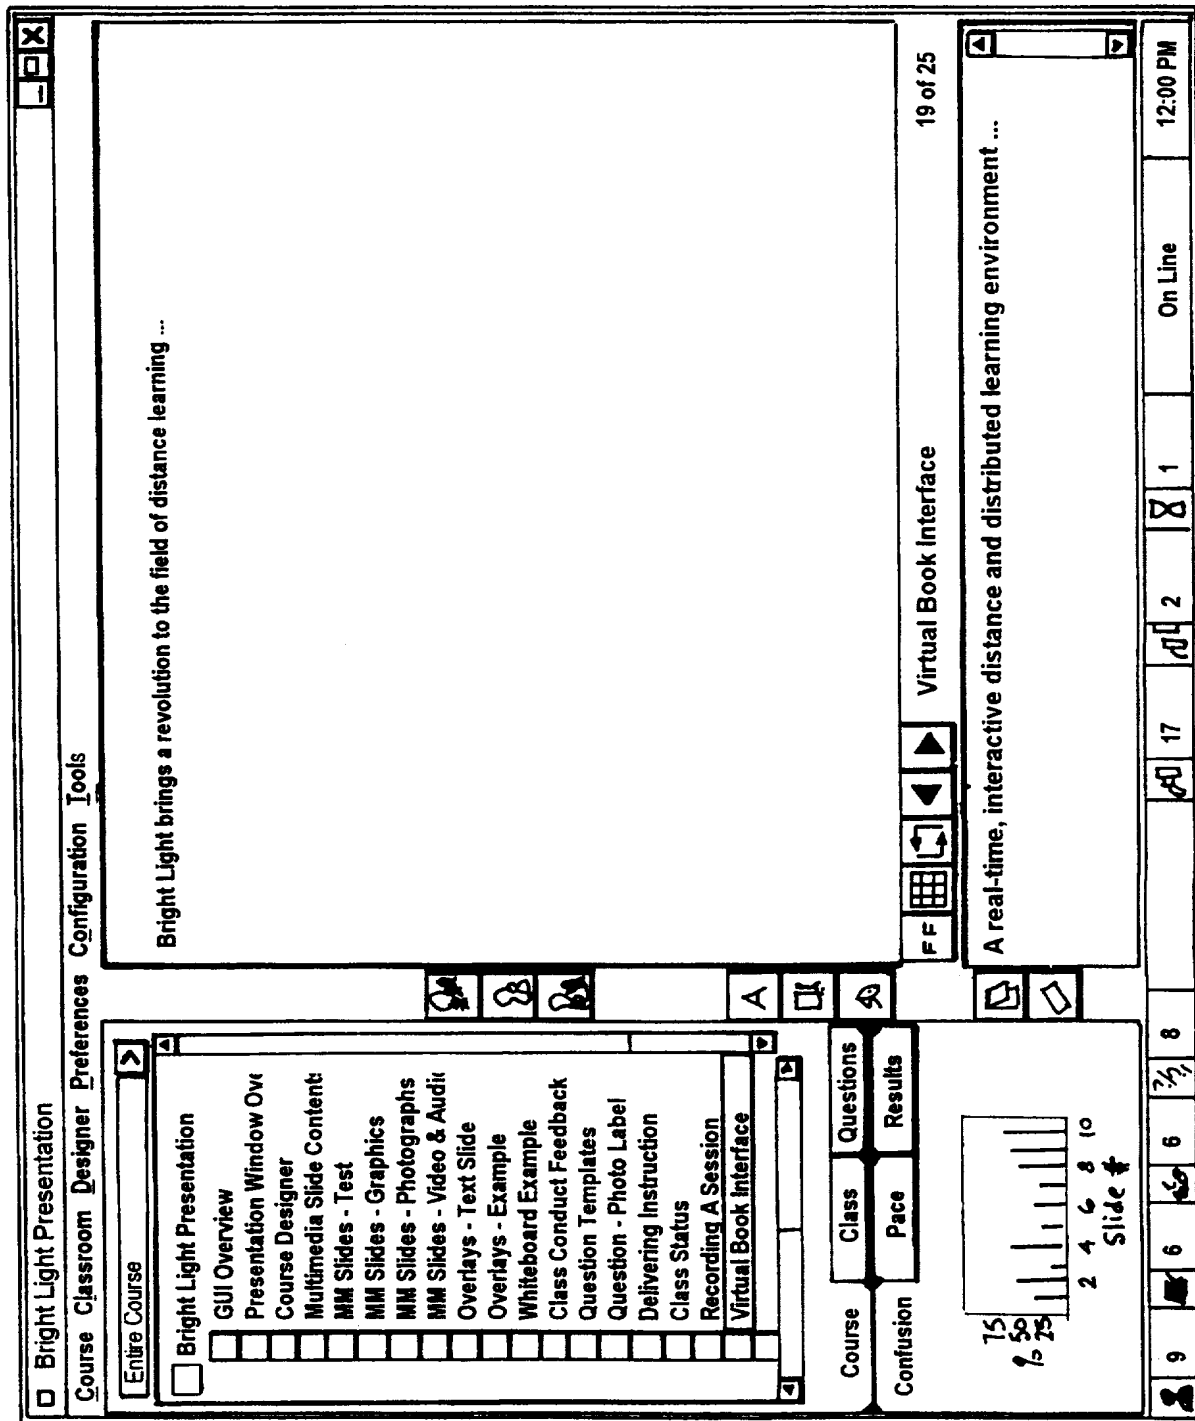 Bright Light Presentation
Course Classroom Designer Preferences Configuration Tools
Entire Course
Bright Light Presentation
GUI Overview
Presentation Window Ove
Course Designer
Multimedia Slide Content:
MM Slides - Test
MM Slides - Graphics
MM Slides - Photographs
MM Slides - Video & Audio
Overlays - Text Slide
Overlays - Example
Whiteboard Example
Class Conduct Feedback
Question Templates
Question - Photo Label
Delivering Instruction
Class Status
Recording A Session
Virtual Book Interface
Course Class Questions
Confusion Pace Results
75
% 50
25
2 4 6 8 10
Slide #
Bright Light brings a revolution to the field of distance learning ...
A
FF Virtual Book Interface 19 of 25
A real-time, interactive distance and distributed learning environment ...
9 6 6 ?/?, 8 17 2 1 On Line 12:00 PM